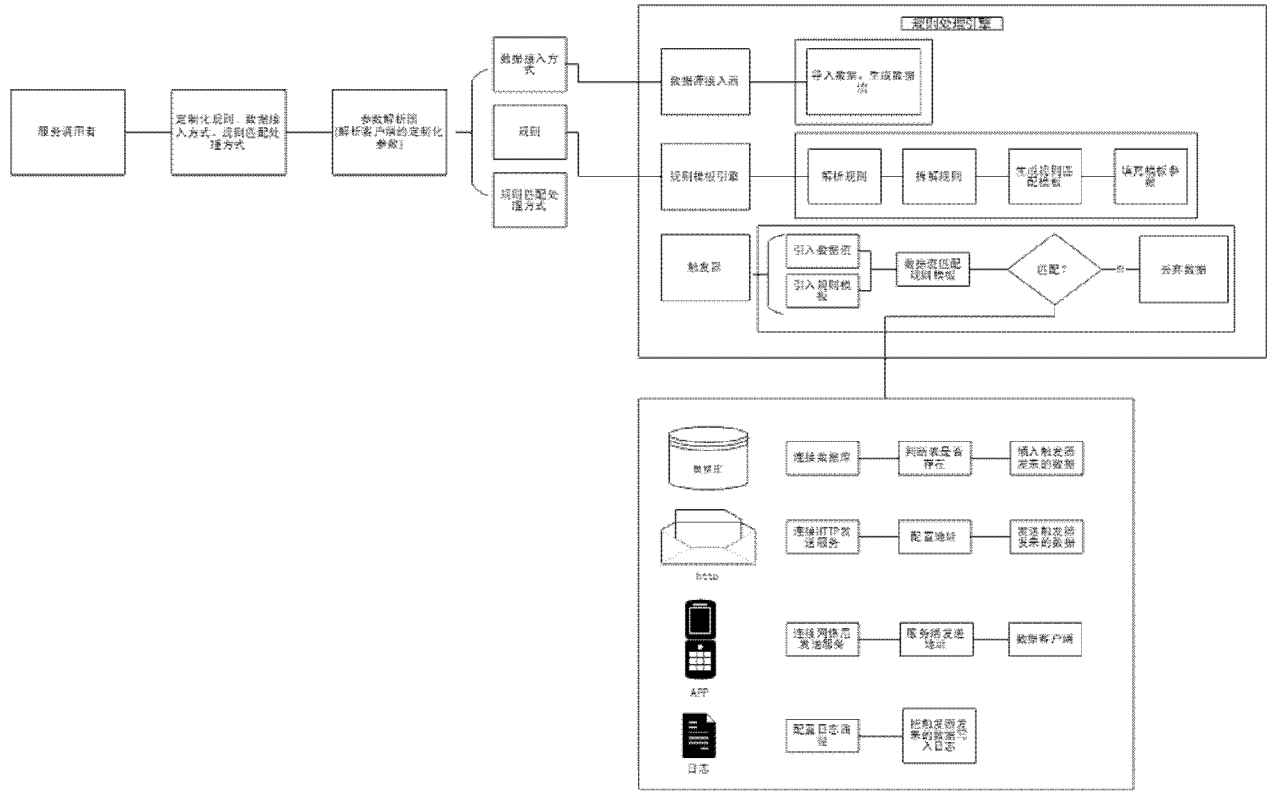 规则处理引擎
服务调用者
定制化规则、数据接
入方式、规则匹配处
理方式
参数解析
(解析客户端的定制化
参数)
数据接入方
式
规则
规则匹配处
理方式
数据源接入器
导入数据、生成数据
流
规则模板引擎
解析规则
拆解规则
生成规则匹
配模板
填充模板参
数
触发器
引入数据流
引入规则模
板
数据流匹配
规则模板
匹配?
否
丢弃数据
数据库
连接数据库
判断表是否
存在
插入触发器
发来的数据
http
连接HTTP发
送服务
配置地址
发送触发器
发来的数据
APP
连接网络层
发送服务
服务端发送
地址
数据客户端
日志
配置日志路
径
把触发器发
来的数据写
入日志